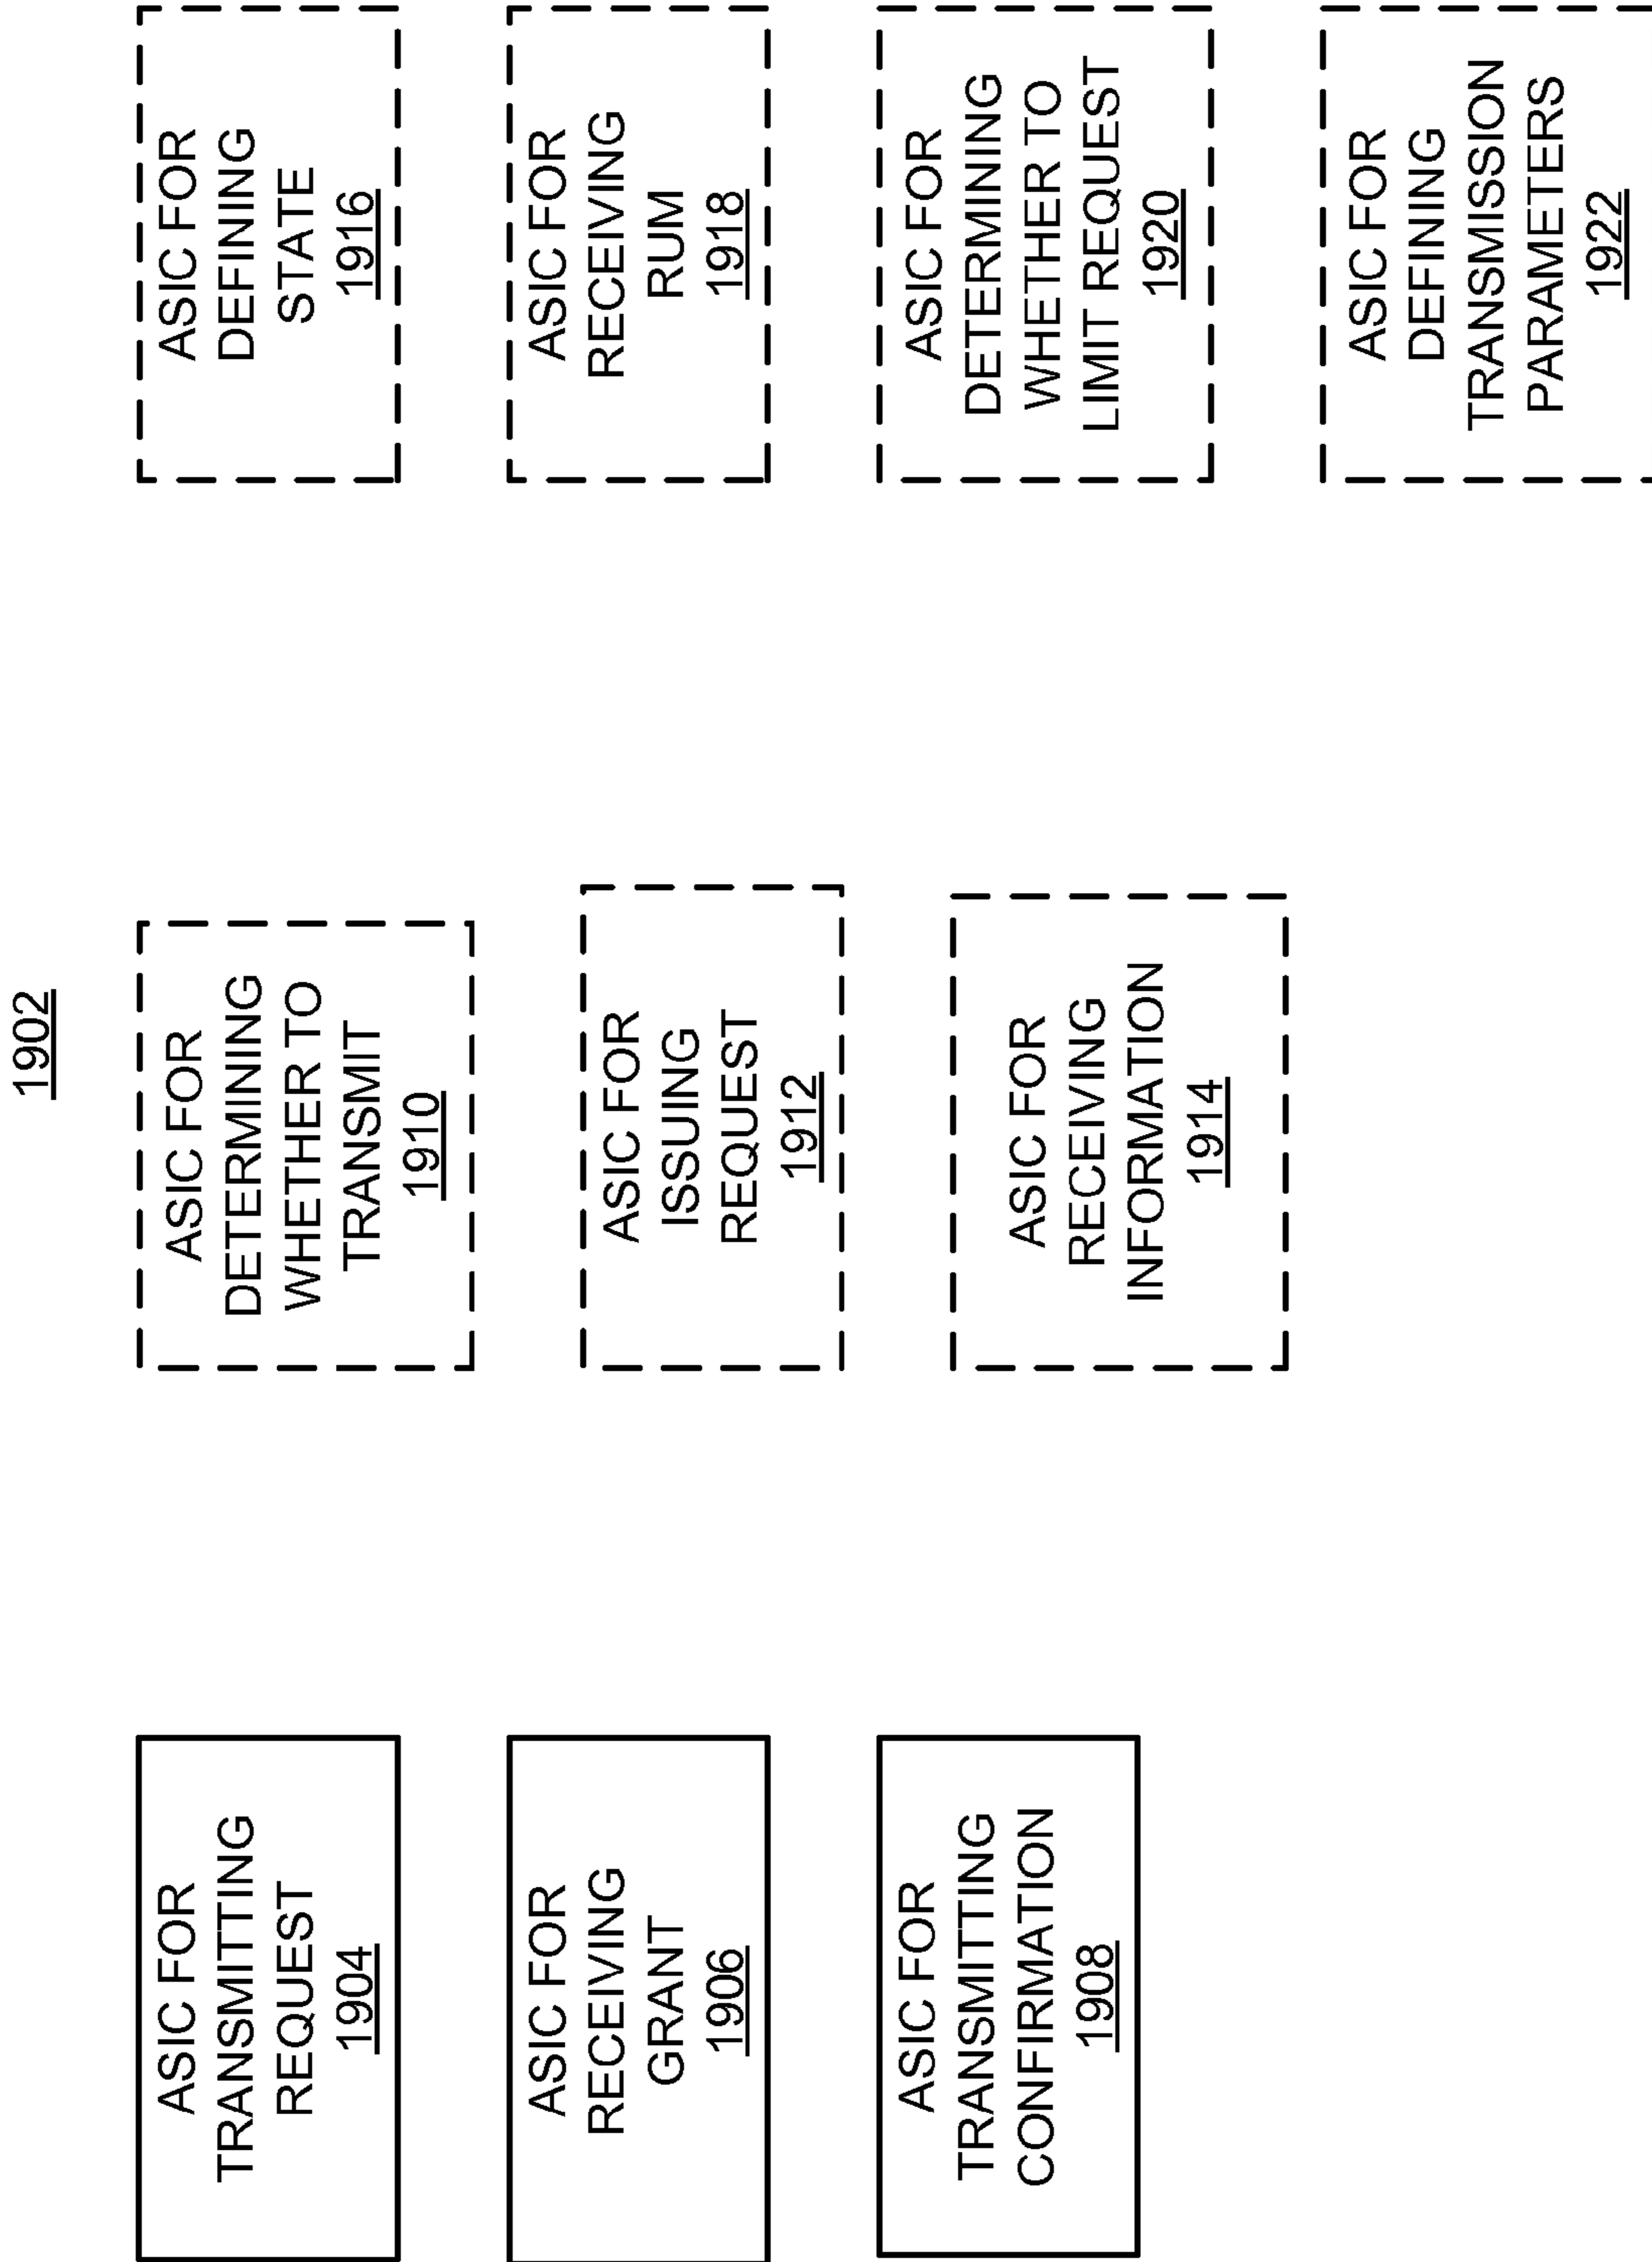 1902
ASIC FOR
TRANSMITTING
REQUEST
1904
ASIC FOR
RECEIVING
GRANT
1906
ASIC FOR
TRANSMITTING
CONFIRMATION
1908
ASIC FOR
DETERMINING
WHETHER TO
TRANSMIT
1910
ASIC FOR
ISSUING
REQUEST
1912
ASIC FOR
RECEIVING
INFORMATION
1914
ASIC FOR
DEFINING
STATE
1916
ASIC FOR
RECEIVING
RUM
1918
ASIC FOR
DETERMINING
WHETHER TO
LIMIT REQUEST
1920
ASIC FOR
DEFINING
TRANSMISSION
PARAMETERS
1922